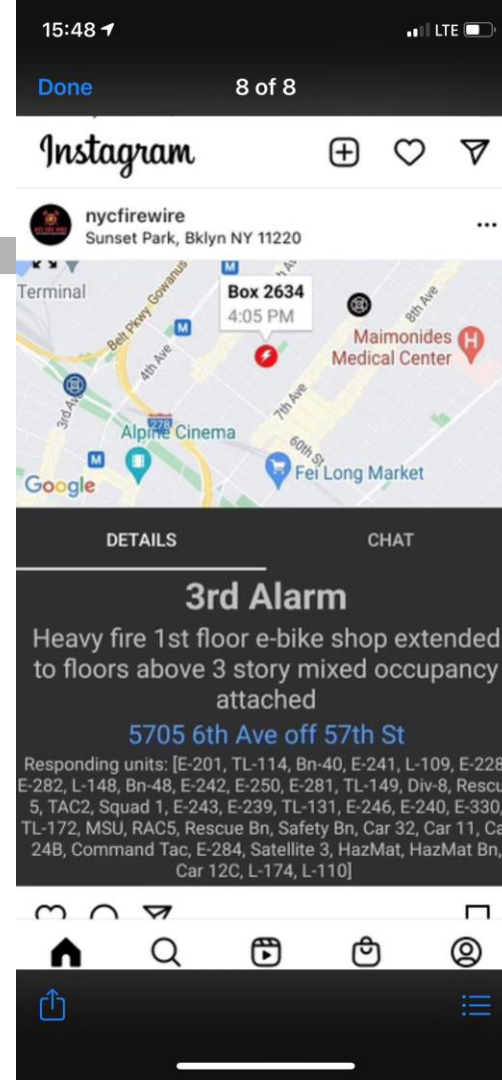 15:48
LTE
Done
8 of 8
Instagram
nycfirewire
Sunset Park, Bklyn NY 11220
Terminal
M
Box 2634
4:05 PM
Belt Pkwy Gowanus
M
8th Ave
Maimonides
Medical Center
H
4th Ave
7th Ave
3rd Av
278
Alpine Cinema
60th St
M
Fei Long Market
Google
DETAILS
CHAT
3rd Alarm
Heavy fire 1st floor e-bike shop extended
to floors above 3 story mixed occupancy
attached
5705 6th Ave off 57th St
Responding units: [E-201, TL-114, Bn-40, E-241, L-109, E-228
E-282, L-148, Bn-48, E-242, E-250, E-281, TL-149, Div-8, Rescu
5, TAC2, Squad 1, E-243, E-239, TL-131, E-246, E-240, E-330,
TL-172, MSU, RAC5, Rescue Bn, Safety Bn, Car 32, Car 11, Ca
24B, Command Tac, E-284, Satellite 3, HazMat, HazMat Bn,
Car 12C, L-174, L-110]